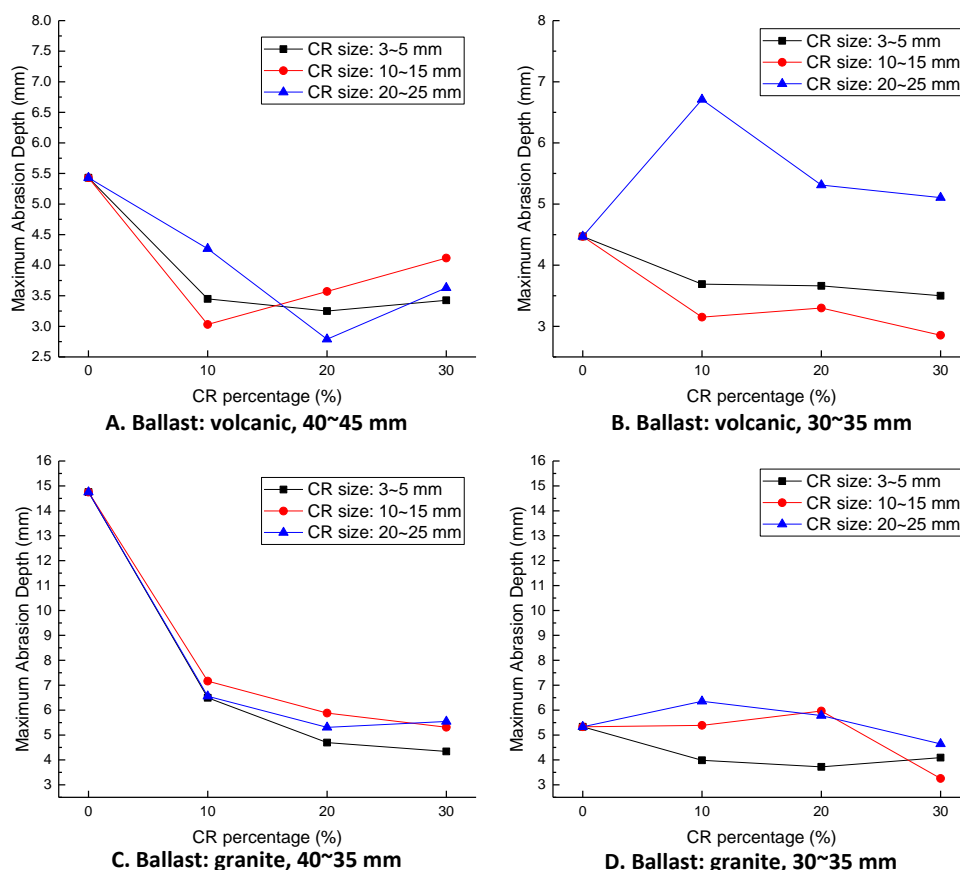 8.0
7.5
7.0
6.5
6.0
5.5
5.0
4.5
4.0
3.5
3.0
2.5
Maximum Abrasion Depth (mm)
CR size: 3~5 mm
CR size: 10~15 mm
CR size: 20~25 mm
0 10 20 30
CR percentage (%)
A. Ballast: volcanic, 40~45 mm
8
7
6
5
4
3
Maximum Abrasion Depth (mm)
CR size: 3~5 mm
CR size: 10~15 mm
CR size: 20~25 mm
0 10 20 30
CR percentage (%)
B. Ballast: volcanic, 30~35 mm
16
15
14
13
12
11
10
9
8
7
6
5
4
3
Maximum Abrasion Depth (mm)
CR size: 3~5 mm
CR size: 10~15 mm
CR size: 20~25 mm
0 10 20 30
CR percentage (%)
C. Ballast: granite, 40~35 mm
16
15
14
13
12
11
10
9
8
7
6
5
4
3
Maximum Abrasion Depth (mm)
CR size: 3~5 mm
CR size: 10~15 mm
CR size: 20~25 mm
0 10 20 30
CR percentage (%)
D. Ballast: granite, 30~35 mm